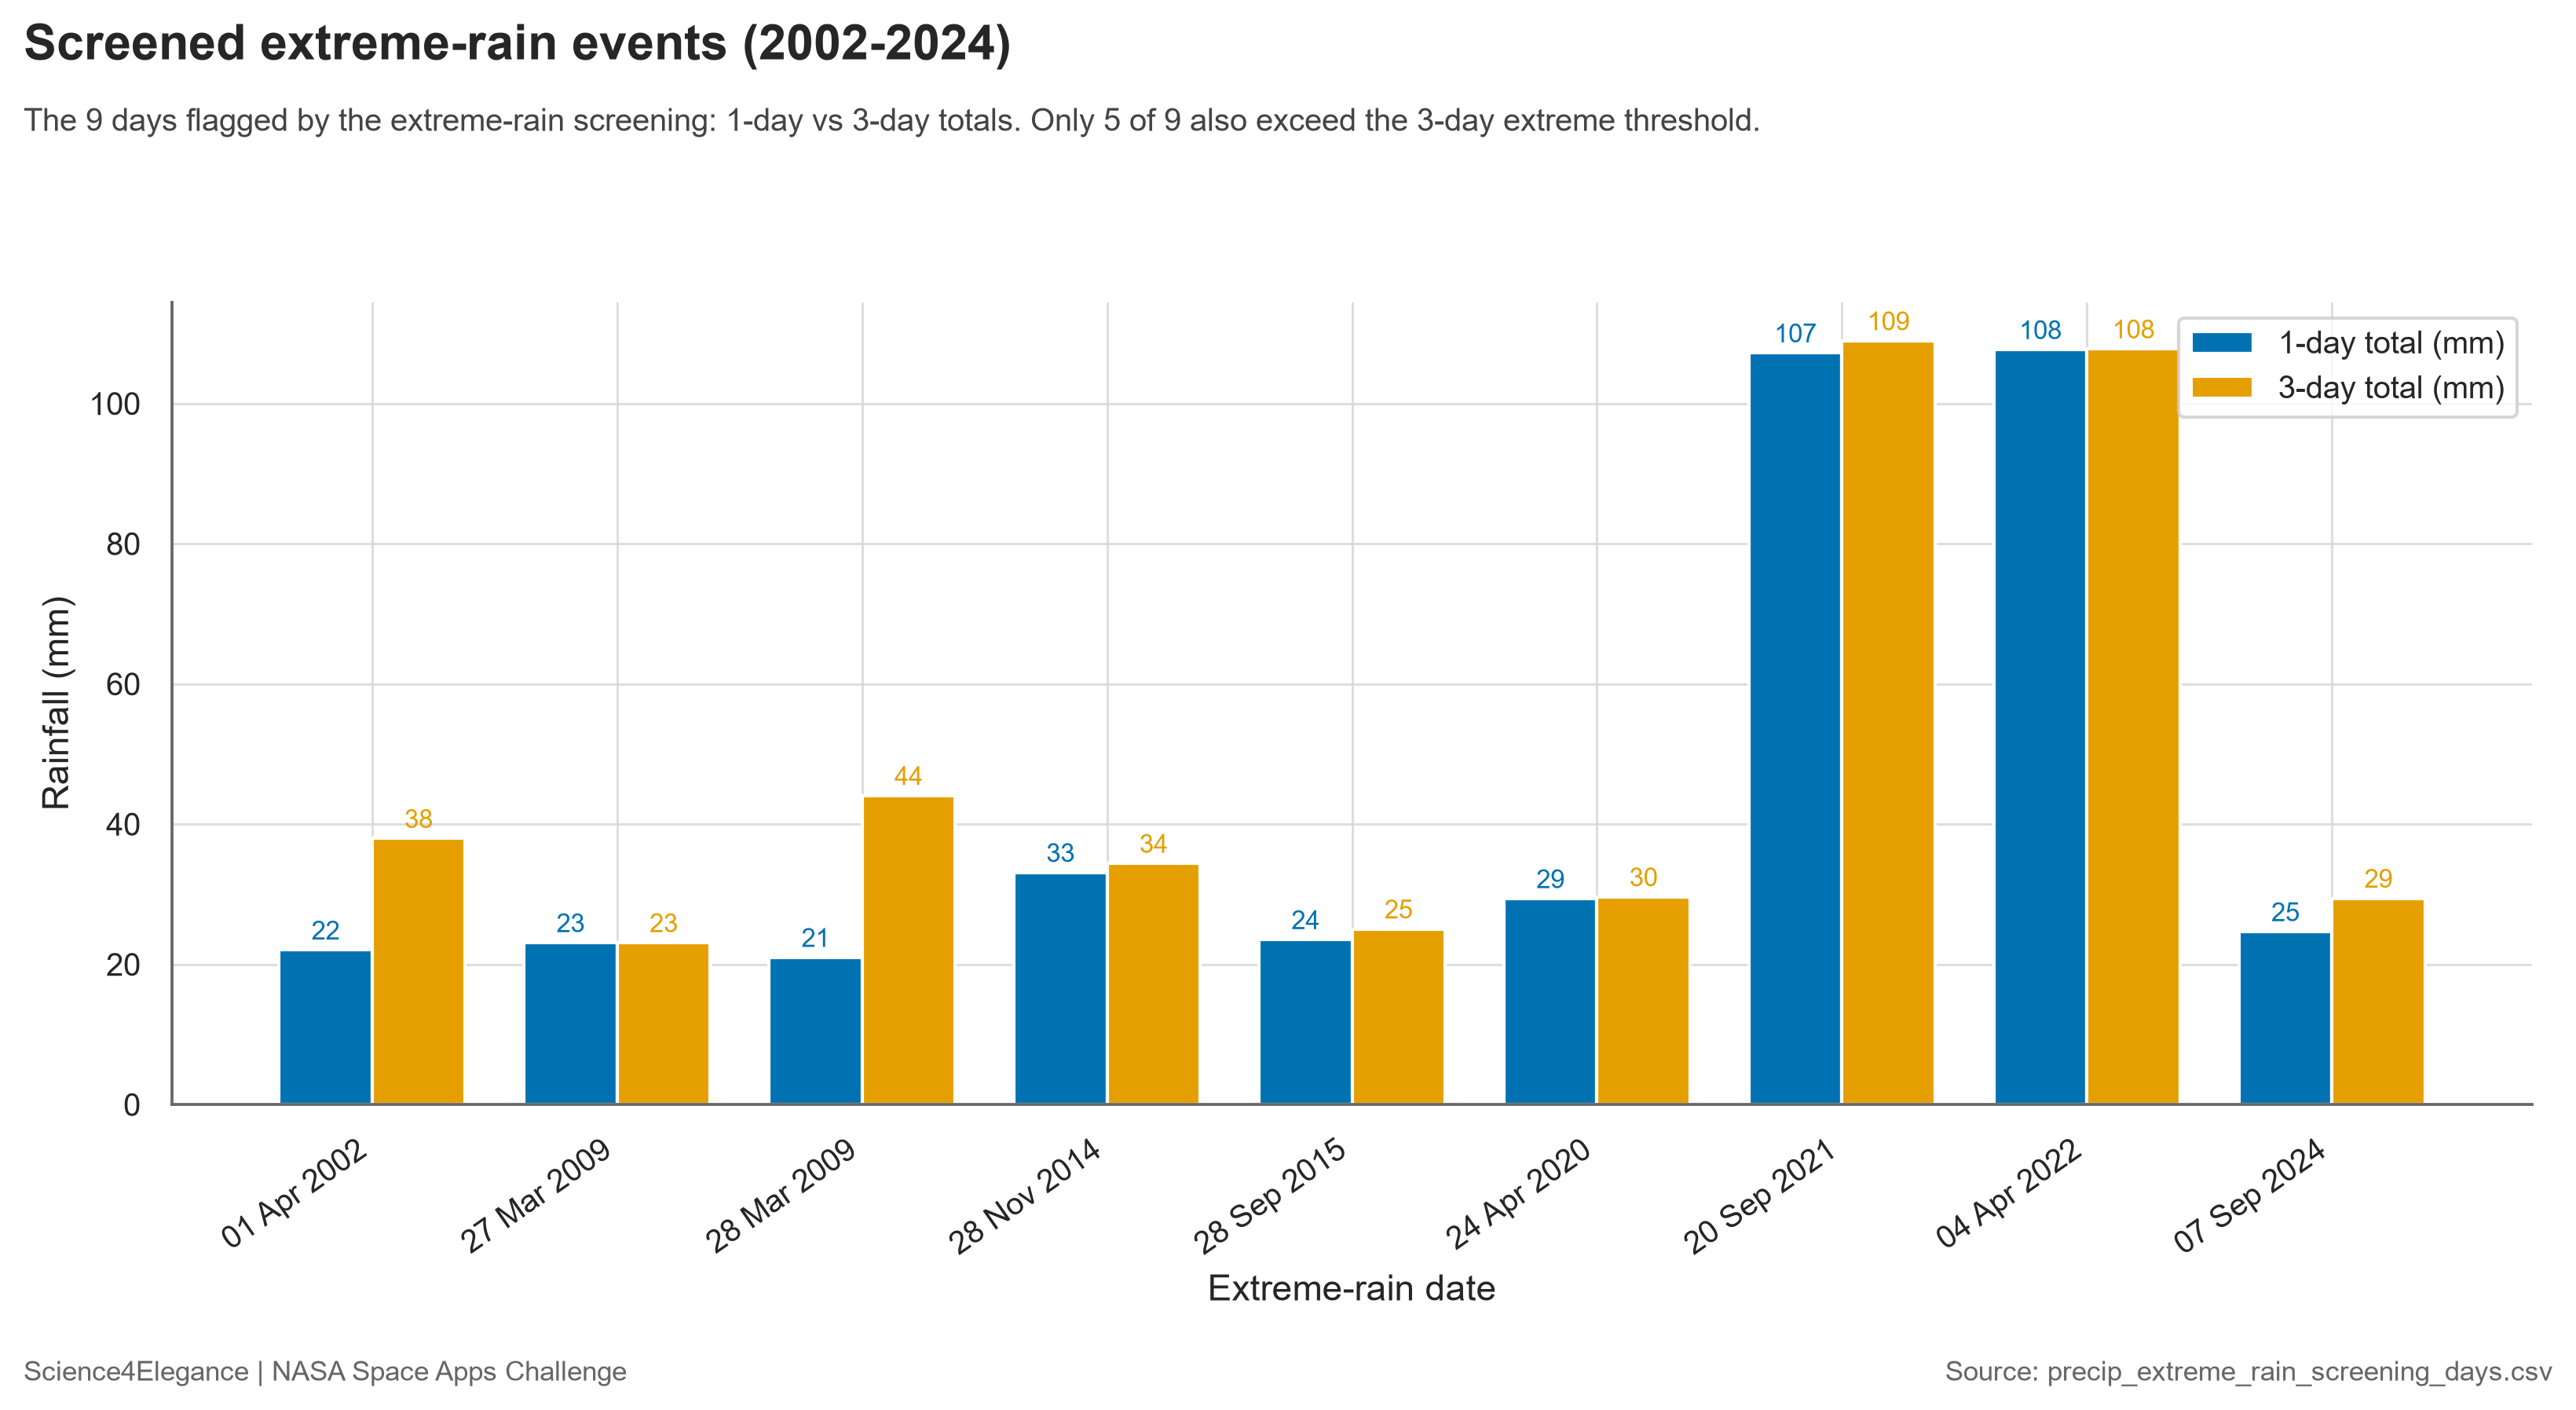 Screened extreme-rain events (2002-2024)
The 9 days flagged by the extreme-rain screening: 1-day vs 3-day totals. Only 5 of 9 also exceed the 3-day extreme threshold.
1-day total (mm)
3-day total (mm)
Rainfall (mm)
100
80
60
40
20
0
22
38
23
23
21
44
33
34
24
25
29
30
107
109
108
108
25
29
01 Apr 2002
27 Mar 2009
28 Mar 2009
28 Nov 2014
28 Sep 2015
24 Apr 2020
20 Sep 2021
04 Apr 2022
07 Sep 2024
Extreme-rain date
Science4Elegance | NASA Space Apps Challenge
Source: precip_extreme_rain_screening_days.csv